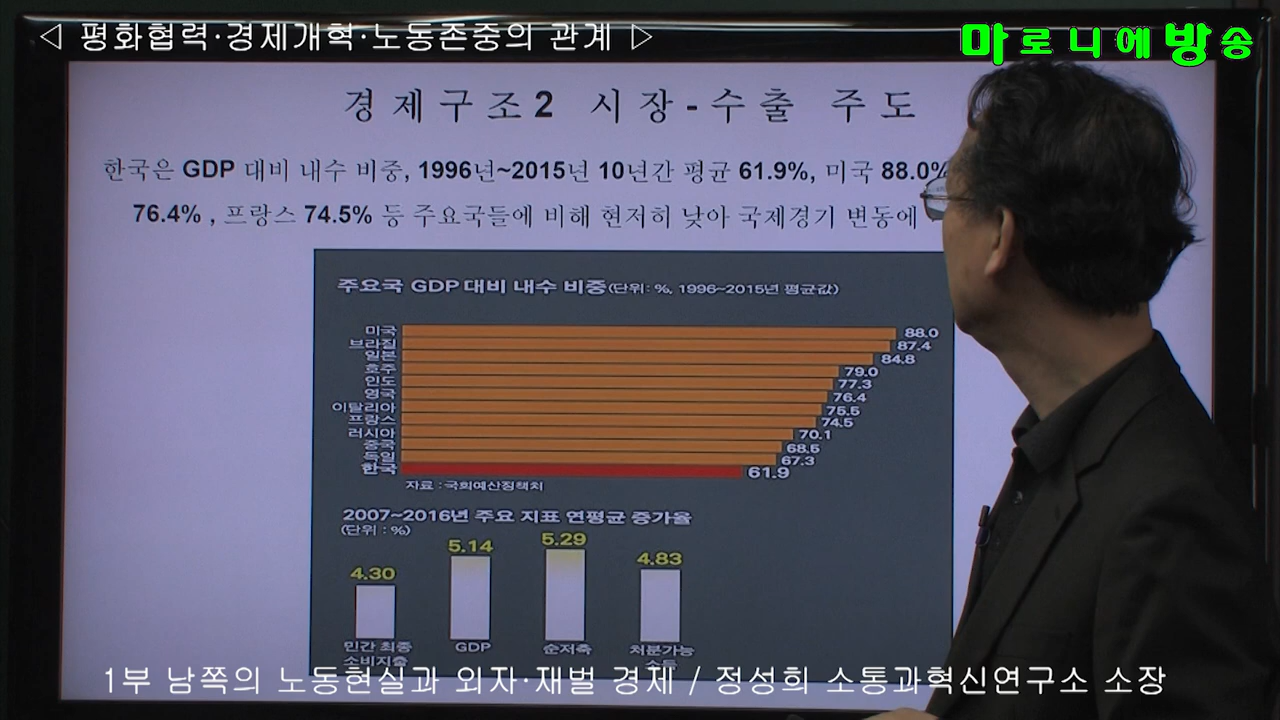 ◁ 평화협력·경제개혁·노동존중의 관계 ▷
마로니에방송
경제구조2 시장-수출 주도
한국은 GDP 대비 내수 비중, 1996년~2015년 10년간 평균 61.9%, 미국 88.0%
76.4% , 프랑스 74.5% 등 주요국들에 비해 현저히 낮아 국제경기 변동에
주요국 GDP 대비 내수 비중(단위: %, 1996~2015년 평균값)
미국 88.0
브라질 87.4
일본 84.8
호주 79.0
인도 77.3
영국 76.4
이탈리아 75.5
프랑스 74.5
러시아 70.1
중국 68.5
독일 67.3
한국 61.9
자료 : 국회예산정책처
2007~2016년 주요 지표 연평균 증가율
(단위 : %)
4.30 5.14 5.29 4.83
민간 최종 GDP 순저축 처분가능
소비지출 소득
1부 남쪽의 노동현실과 외자·재벌 경제 / 정성희 소통과혁신연구소 소장